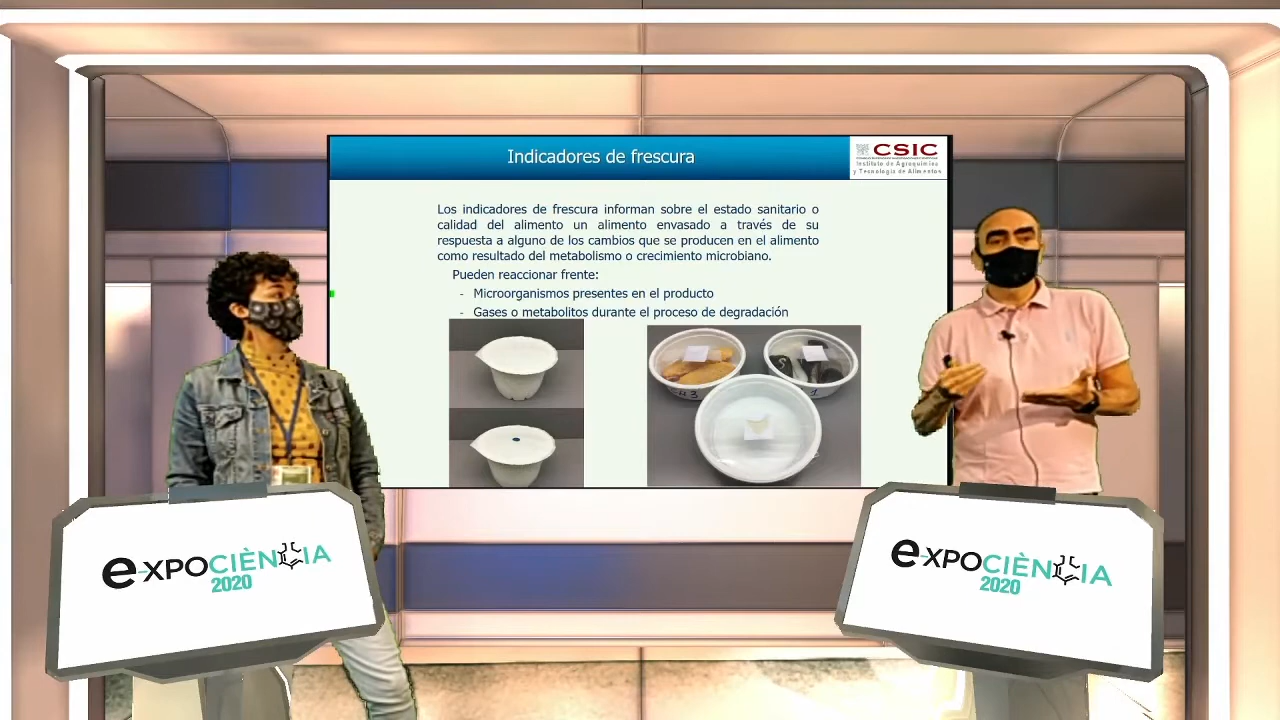 Indicadores de frescura
CSIC
Instituto de Agroquímica
y Tecnología de Alimentos
Los indicadores de frescura informan sobre el estado sanitario o
calidad del alimento un alimento envasado a través de su
respuesta a alguno de los cambios que se producen en el alimento
como resultado del metabolismo o crecimiento microbiano.
Pueden reaccionar frente:
- Microorganismos presentes en el producto
- Gases o metabolitos durante el proceso de degradación
e-XPOCIÈNCIA
2020
e-XPOCIÈNCIA
2020